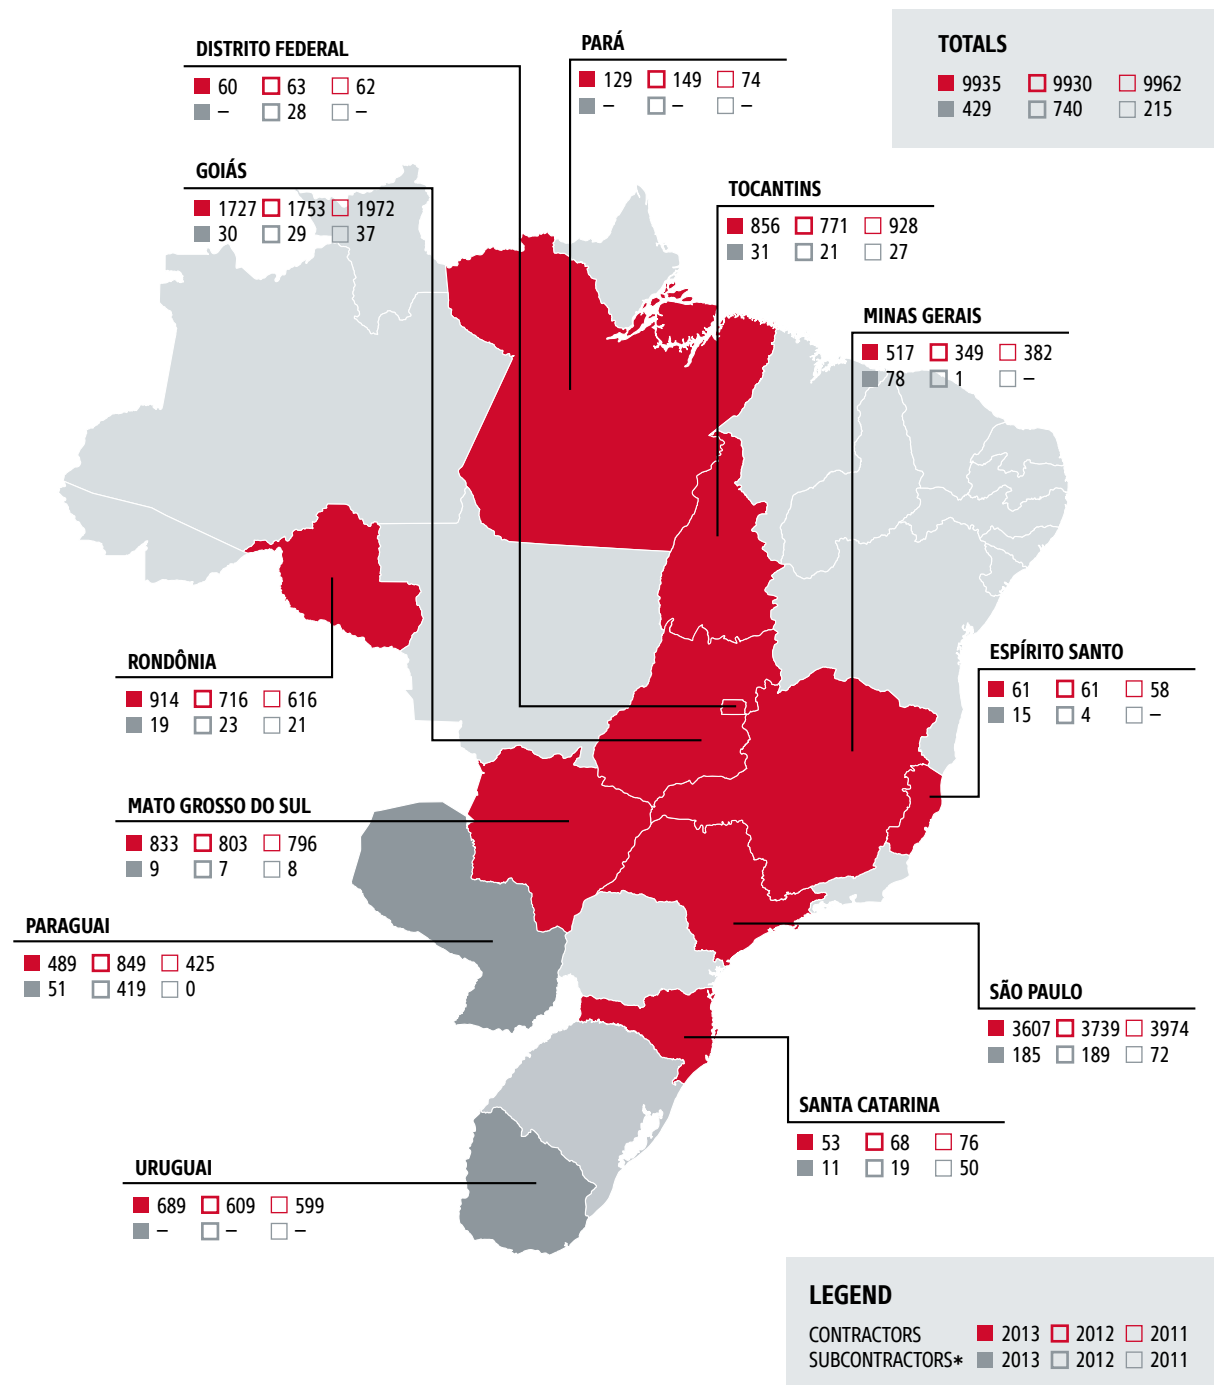 DISTRITO FEDERAL
60 63 62
– 28 –
PARÁ
129 149 74
– – –
TOTALS
9935 9930 9962
429 740 215
GOIÁS
1727 1753 1972
30 29 37
TOCANTINS
856 771 928
31 21 27
MINAS GERAIS
517 349 382
78 1 –
RONDÔNIA
914 716 616
19 23 21
ESPÍRITO SANTO
61 61 58
15 4 –
MATO GROSSO DO SUL
833 803 796
9 7 8
PARAGUAI
489 849 425
51 419 0
SÃO PAULO
3607 3739 3974
185 189 72
SANTA CATARINA
53 68 76
11 19 50
URUGUAI
689 609 599
– – –
LEGEND
CONTRACTORS 2013 2012 2011
SUBCONTRACTORS* 2013 2012 2011